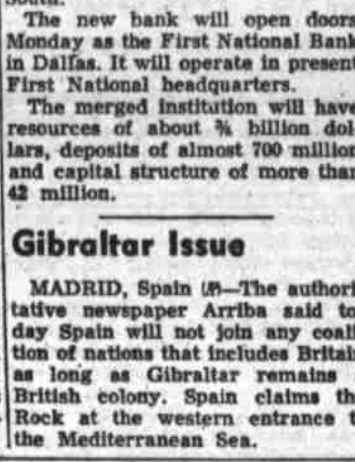 South.
The new bank will open doors
Monday as the First National Bank
in Dallas. It will operate in present
First National headquarters.
The merged institution will have
resources of about ¾ billion dol
lars, deposits of almost 700 million
and capital structure of more than
42 million.
Gibraltar Issue
MADRID, Spain (AP)—The authori
tative newspaper Arriba said to
day Spain will not join any coali
tion of nations that includes Britain
as long as Gibraltar remains
British colony. Spain claims th
Rock at the western entrance t
the Mediterranean Sea.